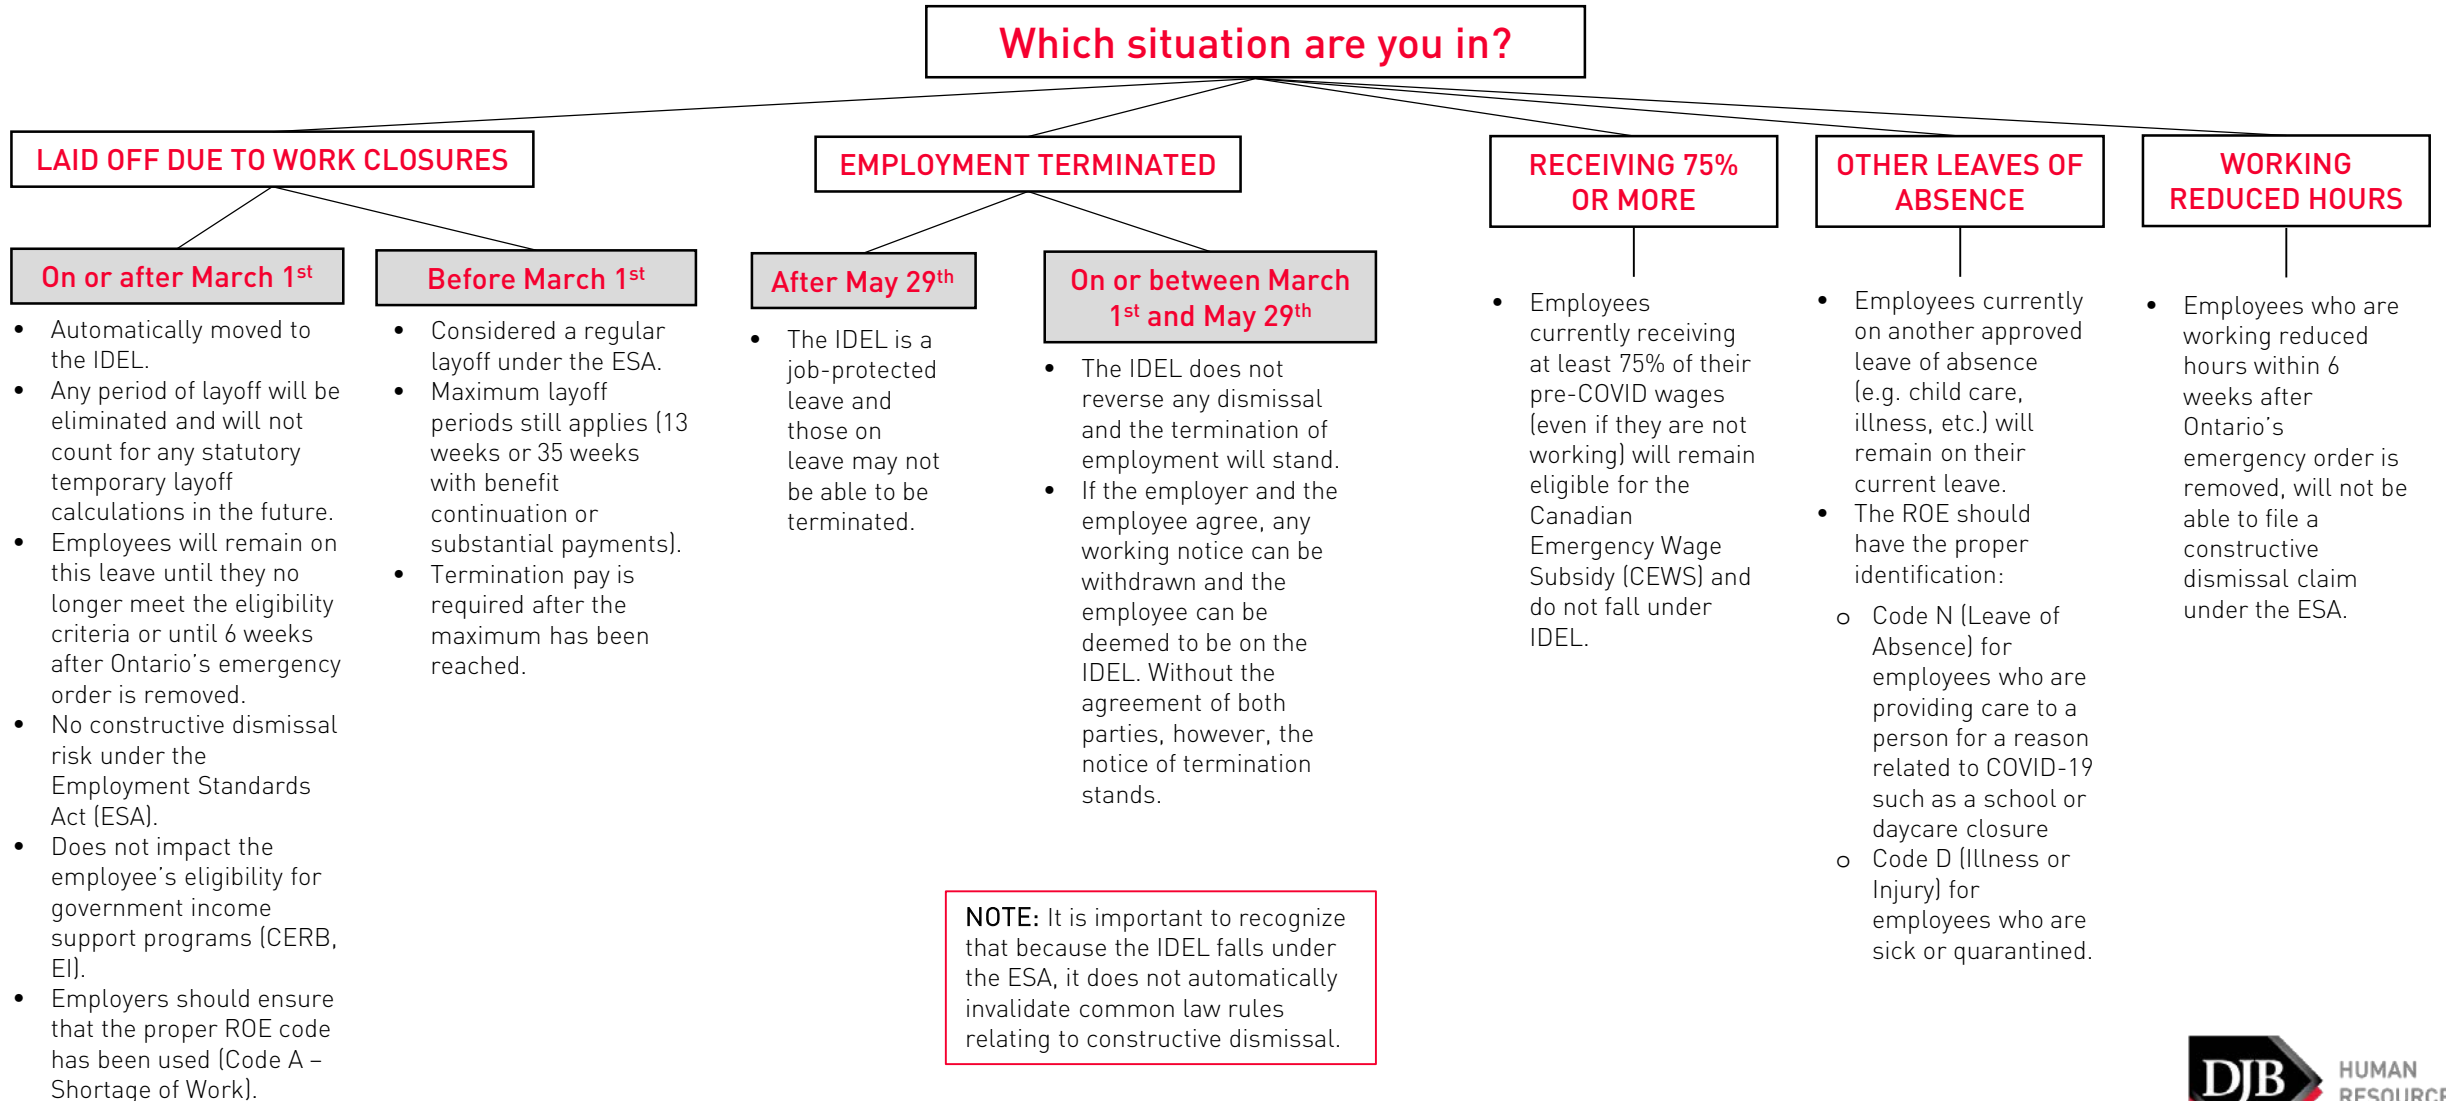 Which situation are you in?
LAID OFF DUE TO WORK CLOSURES
On or after March 1st
• Automatically moved to
the IDEL.
• Any period of layoff will be
eliminated and will not
count for any statutory
temporary layoff
calculations in the future.
• Employees will remain on
this leave until they no
longer meet the eligibility
criteria or until 6 weeks
after Ontario's emergency
order is removed.
• No constructive dismissal
risk under the
Employment Standards
Act (ESA).
• Does not impact the
employee's eligibility for
government income
support programs (CERB,
EI).
• Employers should ensure
that the proper ROE code
has been used (Code A –
Shortage of Work).
Before March 1st
• Considered a regular
layoff under the ESA.
• Maximum layoff
periods still applies (13
weeks or 35 weeks
with benefit
continuation or
substantial payments).
• Termination pay is
required after the
maximum has been
reached.
EMPLOYMENT TERMINATED
After May 29th
• The IDEL is a
job-protected
leave and
those on
leave may not
be able to be
terminated.
On or between March
1st and May 29th
• The IDEL does not
reverse any dismissal
and the termination of
employment will stand.
• If the employer and the
employee agree, any
working notice can be
withdrawn and the
employee can be
deemed to be on the
IDEL. Without the
agreement of both
parties, however, the
notice of termination
stands.
NOTE: It is important to recognize
that because the IDEL falls under
the ESA, it does not automatically
invalidate common law rules
relating to constructive dismissal.
RECEIVING 75%
OR MORE
• Employees
currently receiving
at least 75% of their
pre-COVID wages
(even if they are not
working) will remain
eligible for the
Canadian
Emergency Wage
Subsidy (CEWS) and
do not fall under
IDEL.
OTHER LEAVES OF
ABSENCE
• Employees currently
on another approved
leave of absence
(e.g. child care,
illness, etc.) will
remain on their
current leave.
• The ROE should
have the proper
identification:
o Code N (Leave of
Absence) for
employees who are
providing care to a
person for a reason
related to COVID-19
such as a school or
daycare closure
o Code D (Illness or
Injury) for
employees who are
sick or quarantined.
WORKING
REDUCED HOURS
• Employees who are
working reduced
hours within 6
weeks after
Ontario's
emergency order is
removed, will not be
able to file a
constructive
dismissal claim
under the ESA.
DJB
HUMAN
RESOURCE